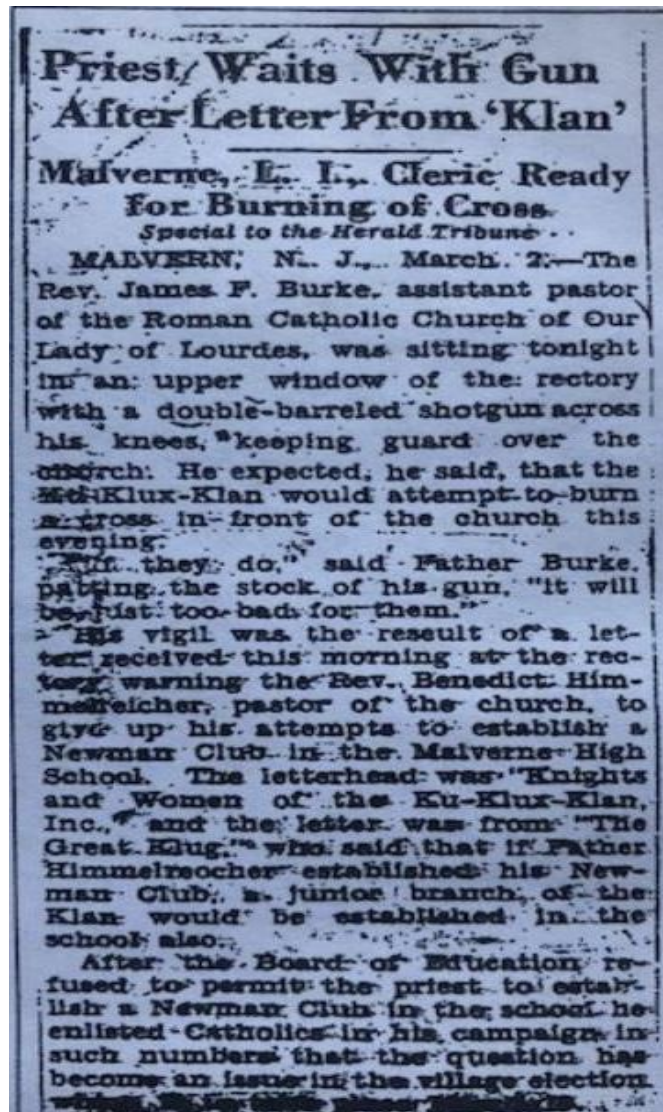 Priest Waits With Gun
After Letter From 'Klan'
Malverne, L. I., Cleric Ready
for Burning of Cross
Special to the Herald Tribune
MALVERN, N. J., March 2.—The
Rev. James F. Burke, assistant pastor
of the Roman Catholic Church of Our
Lady of Lourdes, was sitting tonight
in an upper window of the rectory
with a double-barreled shotgun across
his knees, keeping guard over the
church. He expected, he said, that the
Ku-Klux-Klan would attempt to burn
a cross in front of the church this
evening.
"If they do," said Father Burke,
patting the stock of his gun, "it will
be just too bad for them."
His vigil was the reseult of a let-
ter received this morning at the rec-
tory warning the Rev. Benedict Him-
melreicher, pastor of the church, to
give up his attempts to establish a
Newman Club in the Malverne High
School. The letterhead was "Knights
and Women of the Ku-Klux-Klan,
Inc.," and the letter was from "The
Great Klug," who said that if Father
Himmelreocher established his New-
man Club, a junior branch of the
Klan would be established in the
school also.
After the Board of Education re-
fused to permit the priest to estab-
lish a Newman Club in the school he
enlisted Catholics in his campaign in
such numbers that the question has
become an issue in the village election